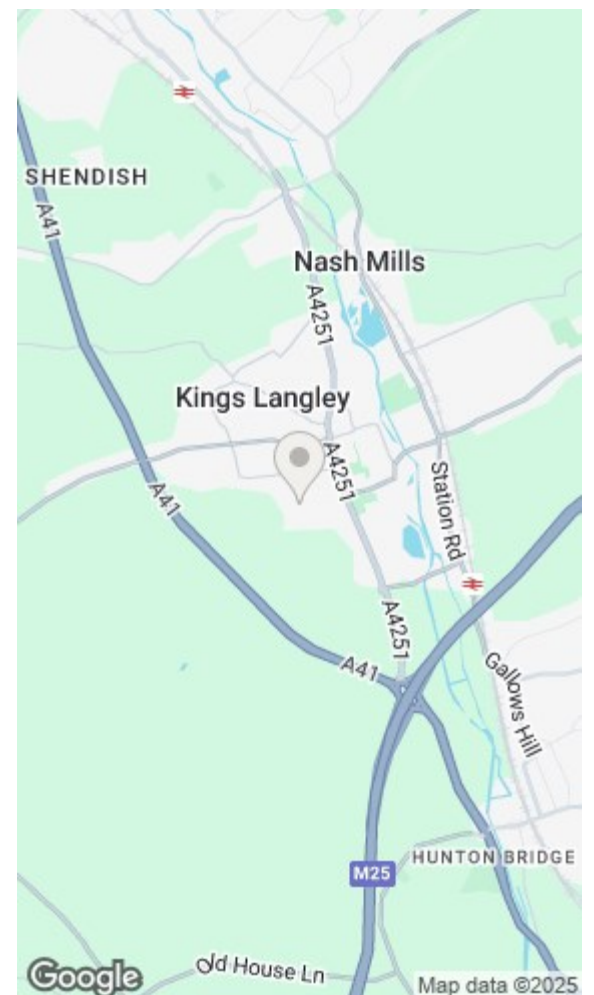 SHENDISH
A41
Nash Mills
A4251
Kings Langley
A4251
Station Rd
A41
A4251
A41
Gallows Hill
HUNTON BRIDGE
M25
Old House Ln
Google
Map data ©2025